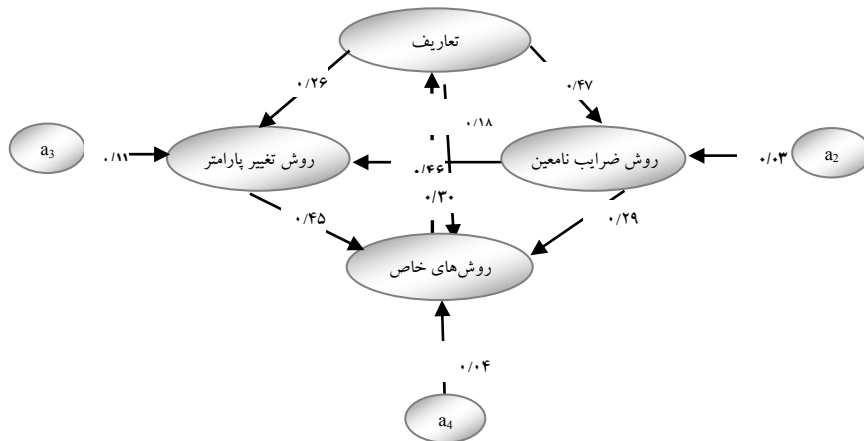 تعاریف
۰/۲۶
۰/۴۷
۰/۱۸
a3
۰/۱۱
روش تغییر پارامتر
۰/۴۶
روش ضرایب نامعین
۰/۰۳
a2
۰/۳۰
۰/۴۵
۰/۲۹
روش‌های خاص
۰/۰۴
a4